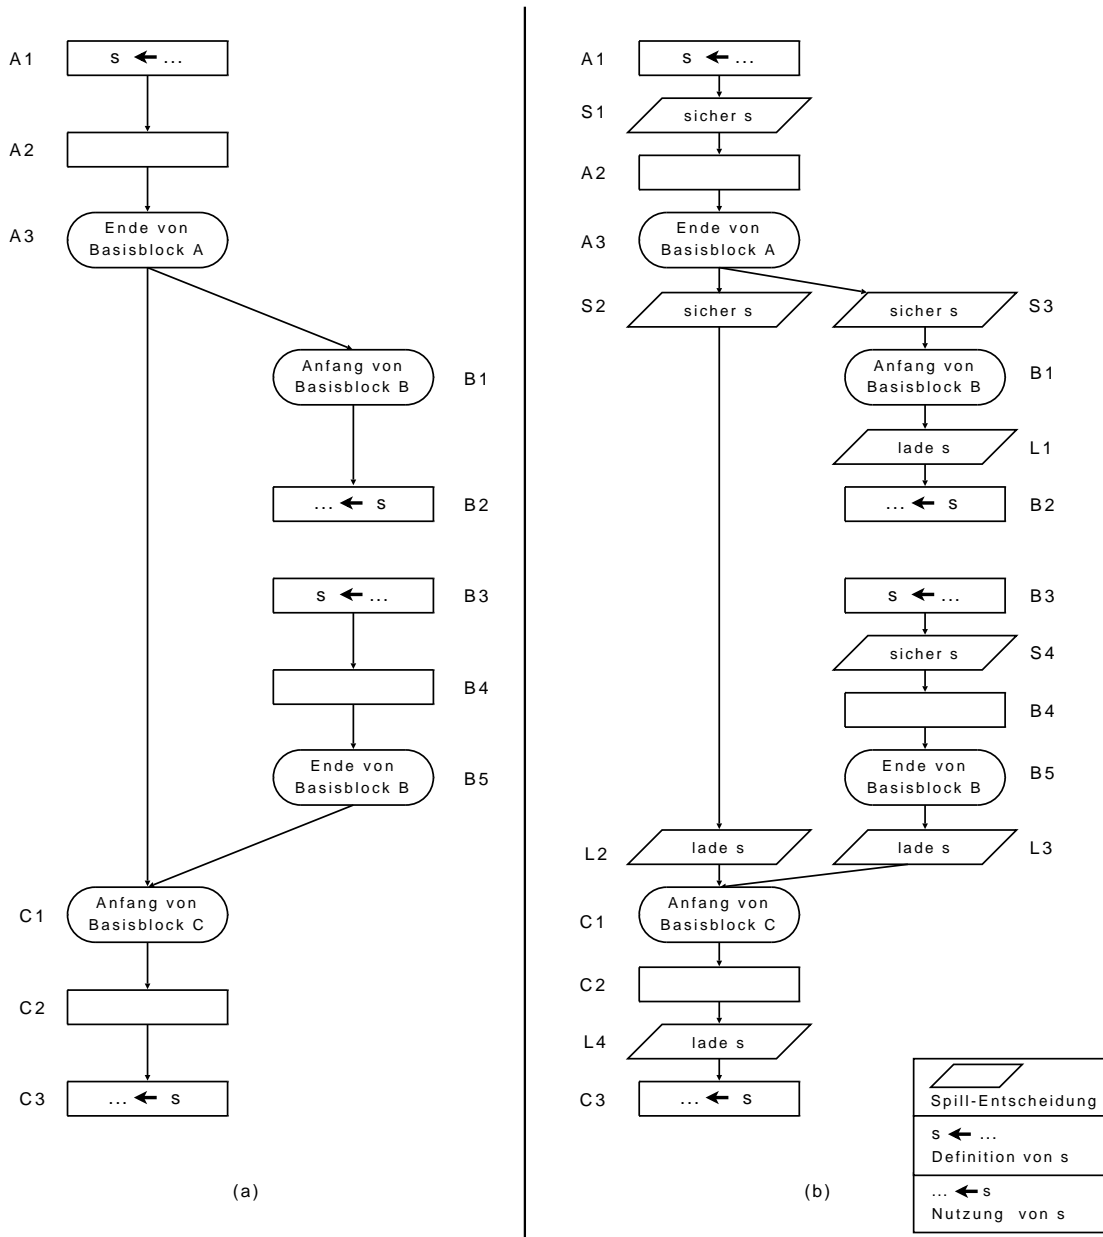 A1
s ← ...
A2
A3
Ende von
Basisblock A
Anfang von
Basisblock B
B1
... ← s
B2
s ← ...
B3
B4
Ende von
Basisblock B
B5
C1
Anfang von
Basisblock C
C2
C3
... ← s
(a)
A1
s ← ...
S1
sicher s
A2
A3
Ende von
Basisblock A
S2
sicher s
sicher s
S3
Anfang von
Basisblock B
B1
lade s
L1
... ← s
B2
s ← ...
B3
sicher s
S4
B4
Ende von
Basisblock B
B5
L2
lade s
lade s
L3
C1
Anfang von
Basisblock C
C2
L4
lade s
C3
... ← s
(b)
Spill-Entscheidung
s ← ...
Definition von s
... ← s
Nutzung von s